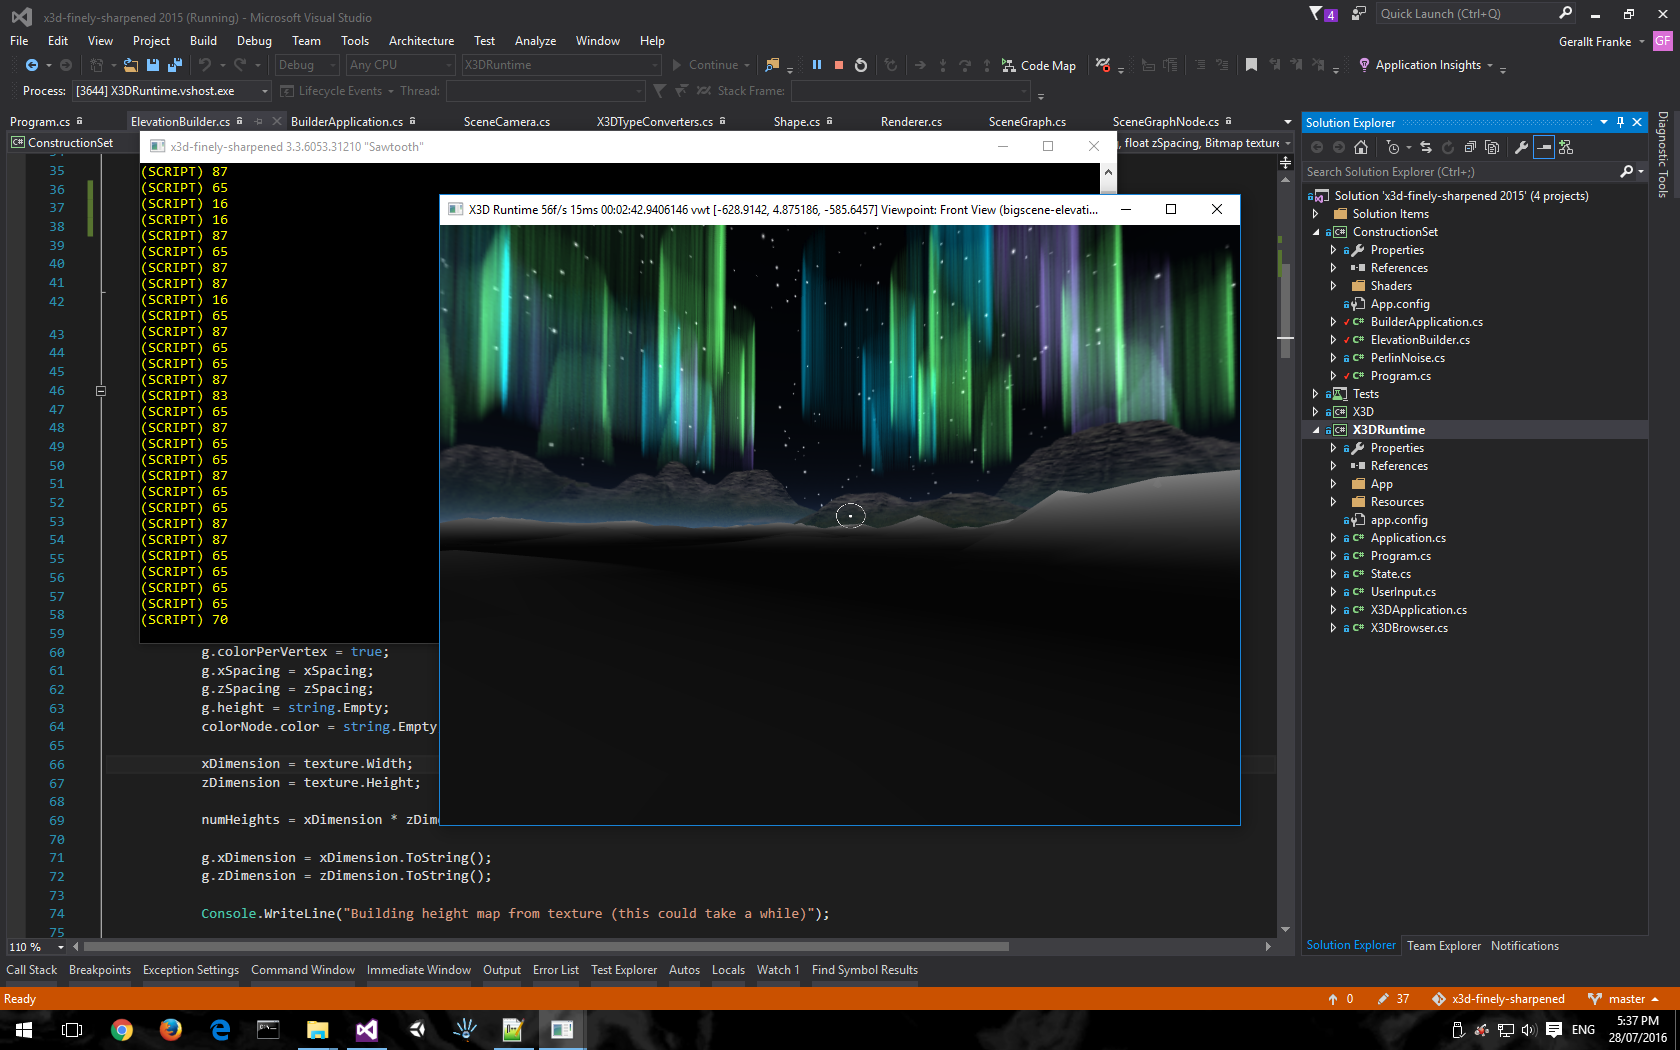 x3d-finely-sharpened 2015 (Running) - Microsoft Visual Studio
4
Quick Launch (Ctrl+Q)
File Edit View Project Build Debug Team Tools Architecture Test Analyze Window Help
Gerallt Franke GF
Debug Any CPU X3DRuntime Continue Code Map Application Insights
Process: [3644] X3DRuntime.vshost.exe Lifecycle Events Thread: Stack Frame:
Program.cs ElevationBuilder.cs BuilderApplication.cs SceneCamera.cs X3DTypeConverters.cs Shape.cs Renderer.cs SceneGraph.cs SceneGraphNode.cs
ConstructionSet
, float zSpacing, Bitmap texture
x3d-finely-sharpened 3.3.6053.31210 "Sawtooth"
(SCRIPT) 87
(SCRIPT) 65
(SCRIPT) 16
(SCRIPT) 16
(SCRIPT) 87
(SCRIPT) 65
(SCRIPT) 87
(SCRIPT) 87
(SCRIPT) 16
(SCRIPT) 65
(SCRIPT) 87
(SCRIPT) 65
(SCRIPT) 65
(SCRIPT) 87
(SCRIPT) 83
(SCRIPT) 65
(SCRIPT) 87
(SCRIPT) 65
(SCRIPT) 65
(SCRIPT) 87
(SCRIPT) 65
(SCRIPT) 65
(SCRIPT) 87
(SCRIPT) 87
(SCRIPT) 65
(SCRIPT) 65
(SCRIPT) 65
(SCRIPT) 65
(SCRIPT) 70
X3D Runtime 56f/s 15ms 00:02:42.9406146 vwt [-628.9142, 4.875186, -585.6457] Viewpoint: Front View (bigscene-elevati...
35
36
37
38
39
40
41
42
43
44
45
46
47
48
49
50
51
52
53
54
55
56
57
58
59
60 g.colorPerVertex = true;
61 g.xSpacing = xSpacing;
62 g.zSpacing = zSpacing;
63 g.height = string.Empty;
64 colorNode.color = string.Empty
65
66 xDimension = texture.Width;
67 zDimension = texture.Height;
68
69 numHeights = xDimension * zDim
70
71 g.xDimension = xDimension.ToString();
72 g.zDimension = zDimension.ToString();
73
74 Console.WriteLine("Building height map from texture (this could take a while)");
75
110 %
Solution Explorer
Search Solution Explorer (Ctrl+;)
Solution 'x3d-finely-sharpened 2015' (4 projects)
Solution Items
ConstructionSet
Properties
References
Shaders
App.config
BuilderApplication.cs
ElevationBuilder.cs
PerlinNoise.cs
Program.cs
Tests
X3D
X3DRuntime
Properties
References
App
Resources
app.config
Application.cs
Program.cs
State.cs
UserInput.cs
X3DApplication.cs
X3DBrowser.cs
Solution Explorer Team Explorer Notifications
Diagnostic Tools
Call Stack Breakpoints Exception Settings Command Window Immediate Window Output Error List Test Explorer Autos Locals Watch 1 Find Symbol Results
Ready
0 37 x3d-finely-sharpened master
ENG
5:37 PM
28/07/2016